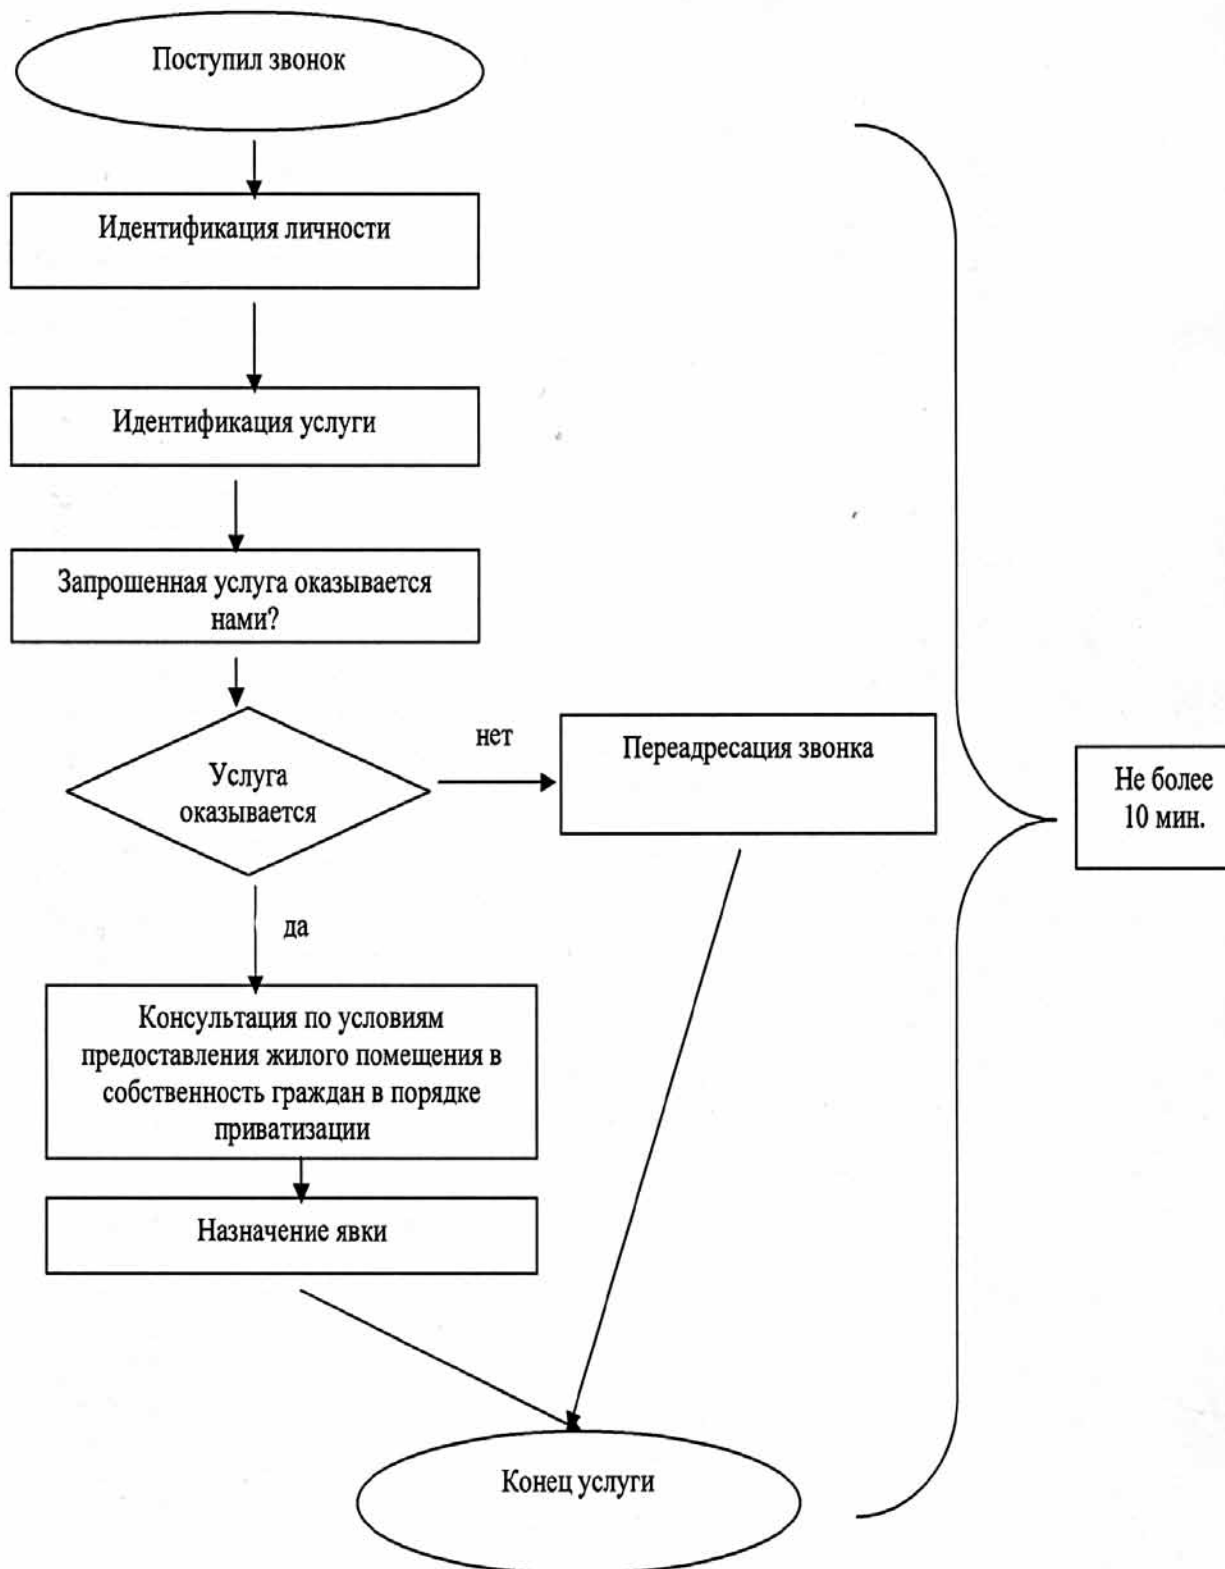 Поступил звонок
Идентификация личности
Идентификация услуги
Запрошенная услуга оказывается
нами?
Услуга
оказывается
нет
Переадресация звонка
Не более
10 мин.
да
Консультация по условиям
предоставления жилого помещения в
собственность граждан в порядке
приватизации
Назначение явки
Конец услуги